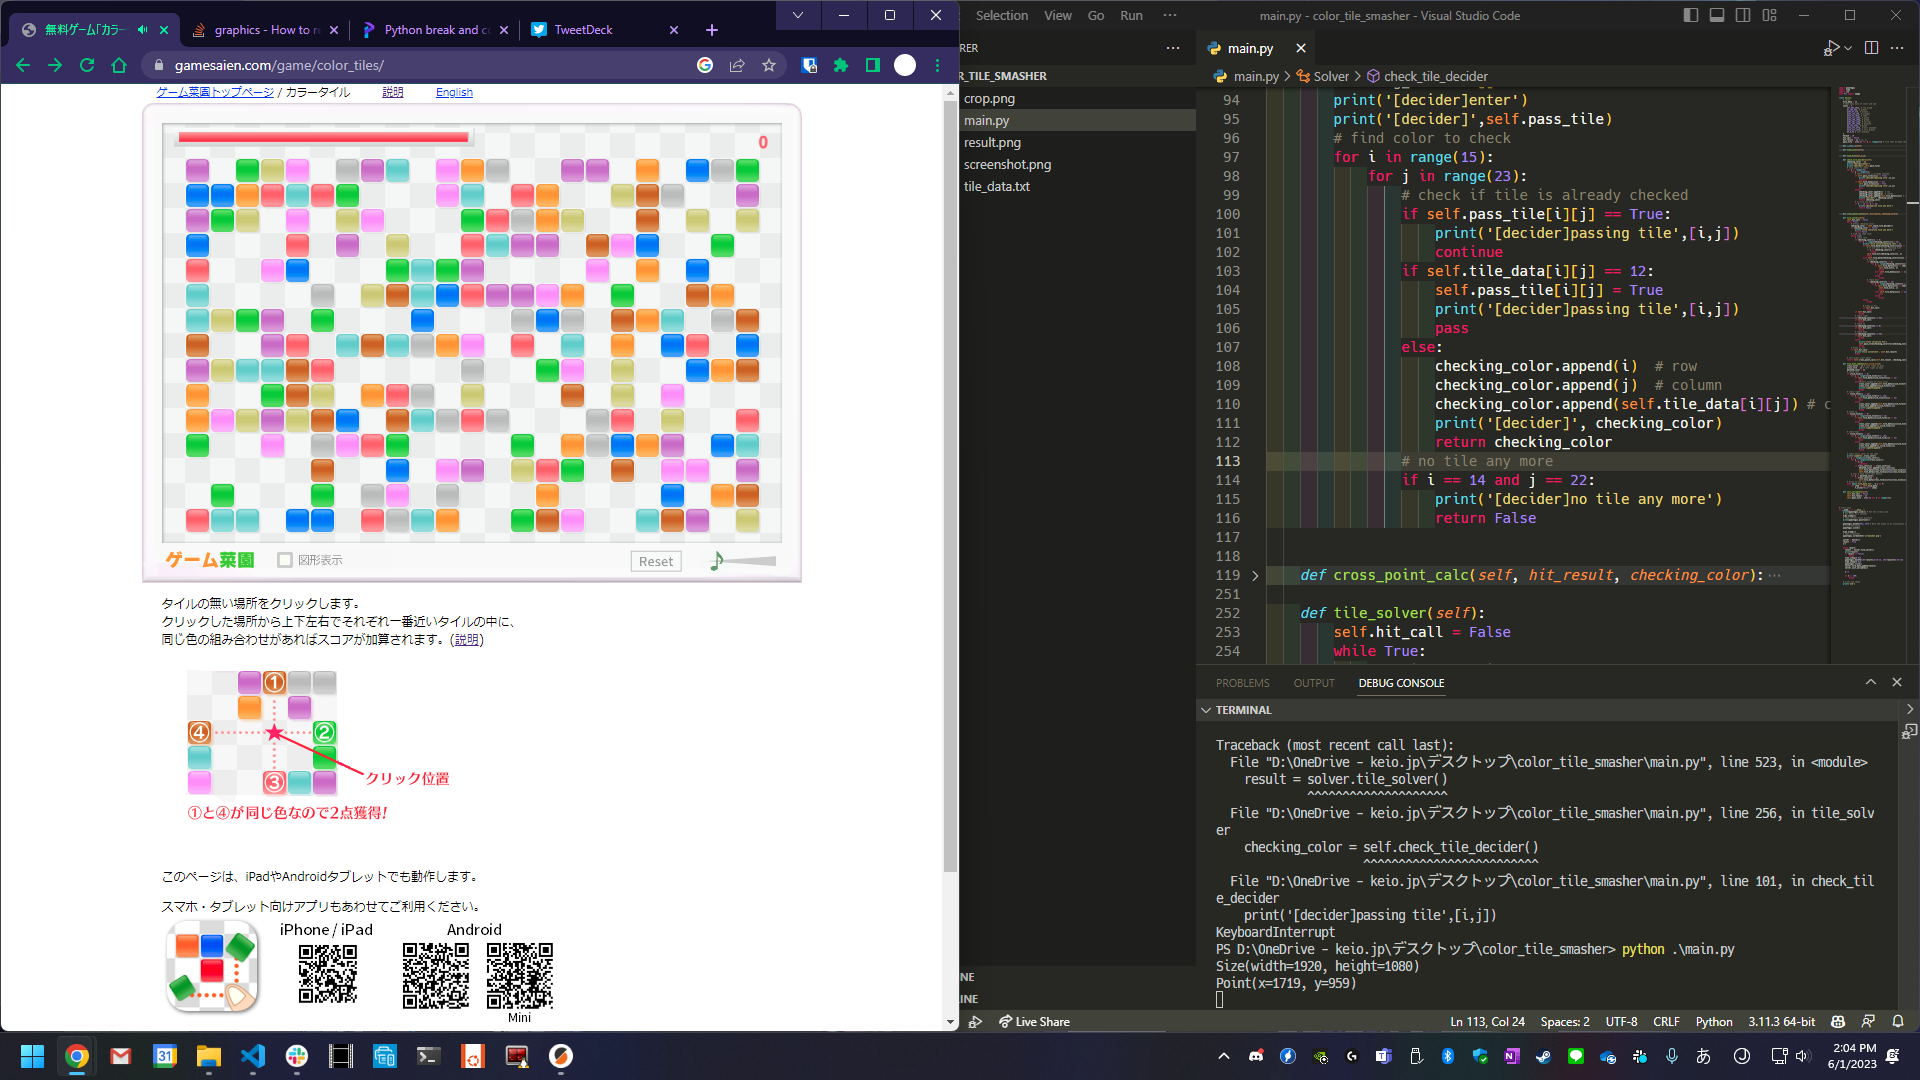 無料ゲーム「カラー
graphics - How to r
Python break and c
TweetDeck
gamesaien.com/game/color_tiles/
ゲーム菜園トップページ / カラータイル
説明
English
0
ゲーム菜園
図形表示
Reset
タイルの無い場所をクリックします。
クリックした場所から上下左右でそれぞれ一番近いタイルの中に、
同じ色の組み合わせがあればスコアが加算されます。(説明)
①
④
②
③
クリック位置
①と④が同じ色なので2点獲得!
このページは、iPadやAndroidタブレットでも動作します。
スマホ・タブレット向けアプリもあわせてご利用ください。
iPhone / iPad
Android
Mini
Selection View Go Run ···
main.py - color_tile_smasher - Visual Studio Code
RER
R_TILE_SMASHER
crop.png
main.py
result.png
screenshot.png
tile_data.txt
NE
INE
main.py
main.py > Solver > check_tile_decider
94 print('[decider]enter')
95 print('[decider]',self.pass_tile)
96 # find color to check
97 for i in range(15):
98 for j in range(23):
99 # check if tile is already checked
100 if self.pass_tile[i][j] == True:
101 print('[decider]passing tile',[i,j])
102 continue
103 if self.tile_data[i][j] == 12:
104 self.pass_tile[i][j] = True
105 print('[decider]passing tile',[i,j])
106 pass
107 else:
108 checking_color.append(i) # row
109 checking_color.append(j) # column
110 checking_color.append(self.tile_data[i][j]) # c
111 print('[decider]', checking_color)
112 return checking_color
113 # no tile any more
114 if i == 14 and j == 22:
115 print('[decider]no tile any more')
116 return False
117
118
119 def cross_point_calc(self, hit_result, checking_color):···
251
252 def tile_solver(self):
253 self.hit_call = False
254 while True:
PROBLEMS OUTPUT DEBUG CONSOLE
TERMINAL
Traceback (most recent call last):
File "D:\OneDrive - keio.jp\デスクトップ\color_tile_smasher\main.py", line 523, in <module>
result = solver.tile_solver()
^^^^^^^^^^^^^^^^^^^^
File "D:\OneDrive - keio.jp\デスクトップ\color_tile_smasher\main.py", line 256, in tile_solv
er
checking_color = self.check_tile_decider()
^^^^^^^^^^^^^^^^^^^^^^^^^
File "D:\OneDrive - keio.jp\デスクトップ\color_tile_smasher\main.py", line 101, in check_til
e_decider
print('[decider]passing tile',[i,j])
KeyboardInterrupt
PS D:\OneDrive - keio.jp\デスクトップ\color_tile_smasher> python .\main.py
Size(width=1920, height=1080)
Point(x=1719, y=959)
Live Share
Ln 113, Col 24 Spaces: 2 UTF-8 CRLF Python 3.11.3 64-bit
31
あ
2:04 PM
6/1/2023